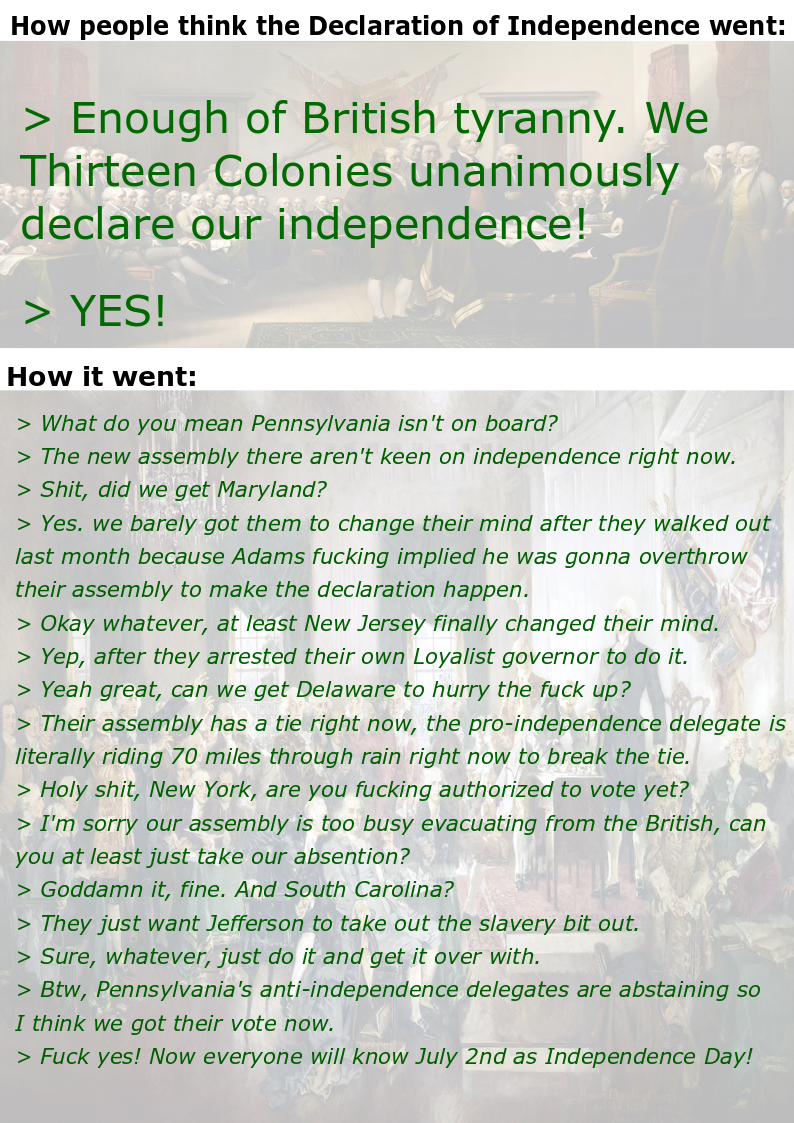 How people think the Declaration of Independence went:
> Enough of British tyranny. We
Thirteen Colonies unanimously
declare our independence!
> YES!
How it went:
> What do you mean Pennsylvania isn't on board?
> The new assembly there aren't keen on independence right now.
> Shit, did we get Maryland?
> Yes. we barely got them to change their mind after they walked out
last month because Adams fucking implied he was gonna overthrow
their assembly to make the declaration happen.
> Okay whatever, at least New Jersey finally changed their mind.
> Yep, after they arrested their own Loyalist governor to do it.
> Yeah great, can we get Delaware to hurry the fuck up?
> Their assembly has a tie right now, the pro-independence delegate is
literally riding 70 miles through rain right now to break the tie.
> Holy shit, New York, are you fucking authorized to vote yet?
> I'm sorry our assembly is too busy evacuating from the British, can
you at least just take our absention?
> Goddamn it, fine. And South Carolina?
> They just want Jefferson to take out the slavery bit out.
> Sure, whatever, just do it and get it over with.
> Btw, Pennsylvania's anti-independence delegates are abstaining so
I think we got their vote now.
> Fuck yes! Now everyone will know July 2nd as Independence Day!